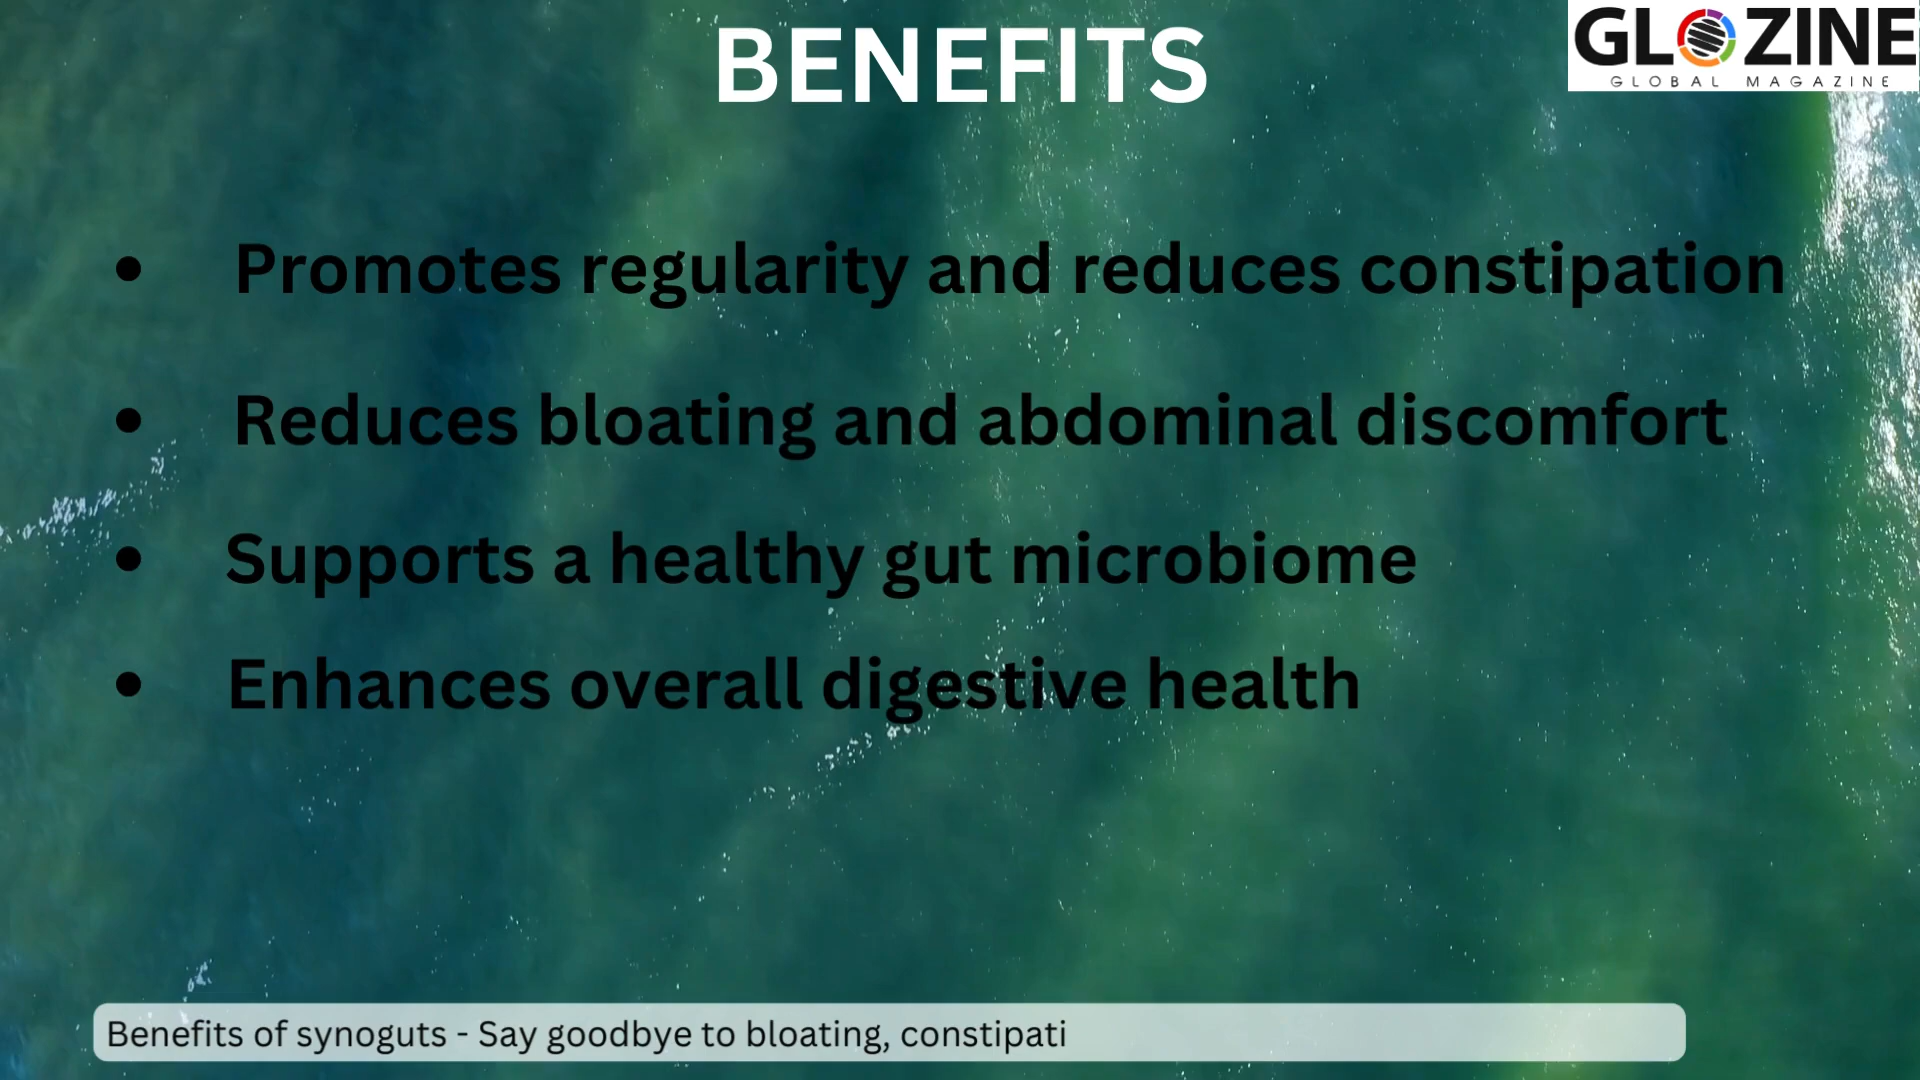 BENEFITS
GLOZINE
GLOBAL MAGAZINE
• Promotes regularity and reduces constipation
• Reduces bloating and abdominal discomfort
• Supports a healthy gut microbiome
• Enhances overall digestive health
Benefits of synoguts - Say goodbye to bloating, constipati